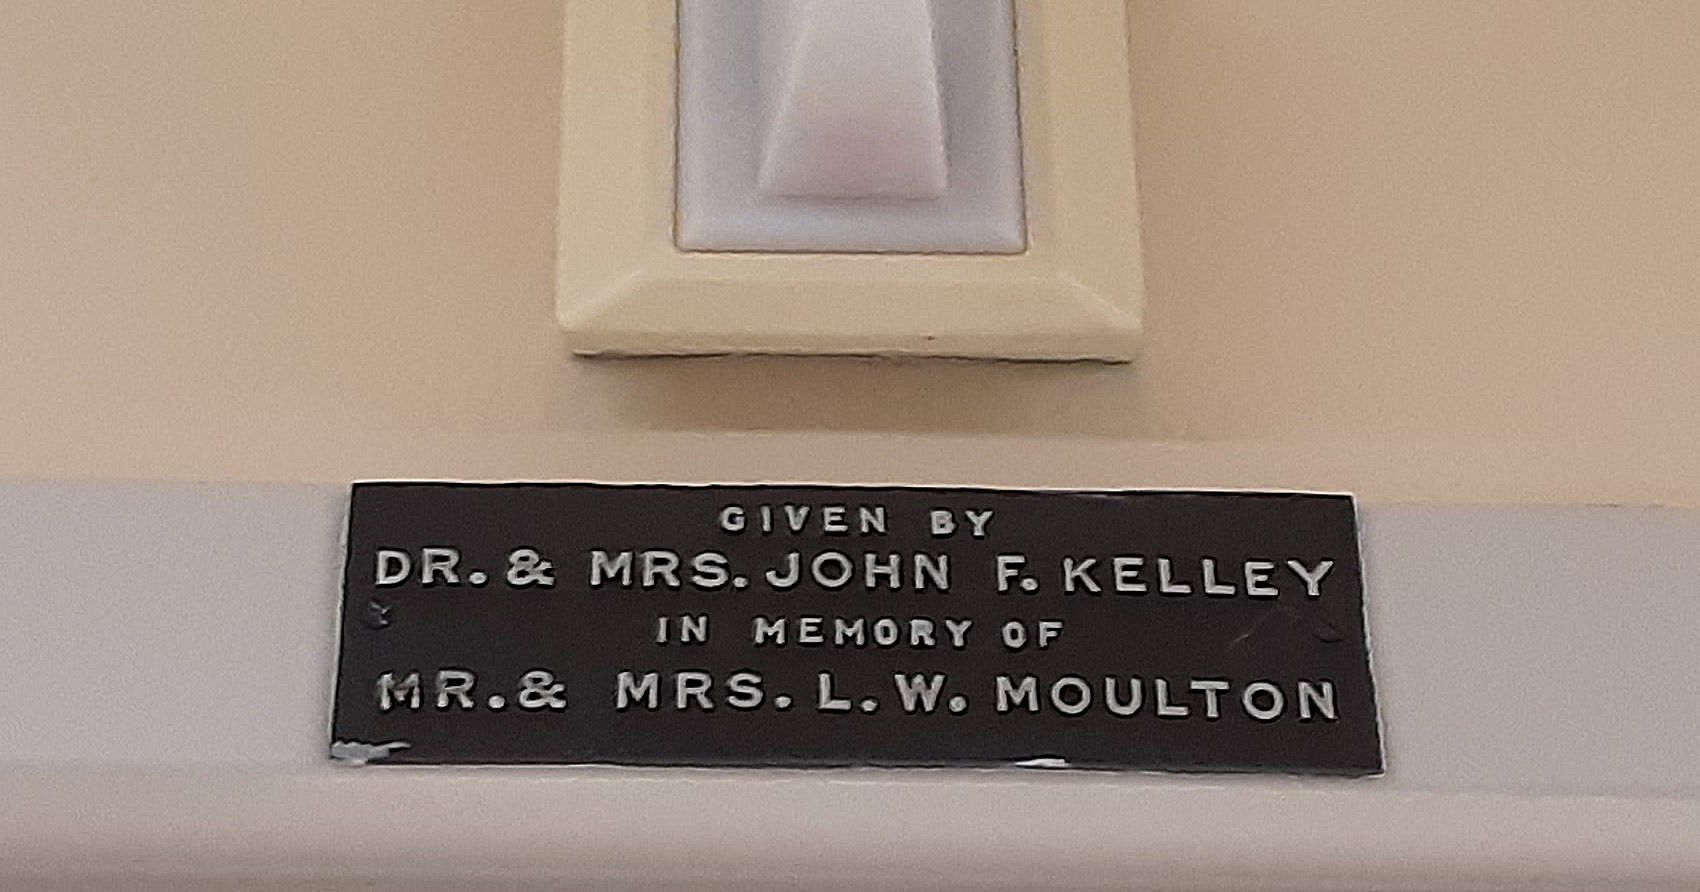 GIVEN BY
DR. & MRS. JOHN F. KELLEY
IN MEMORY OF
MR. & MRS. L. W. MOULTON